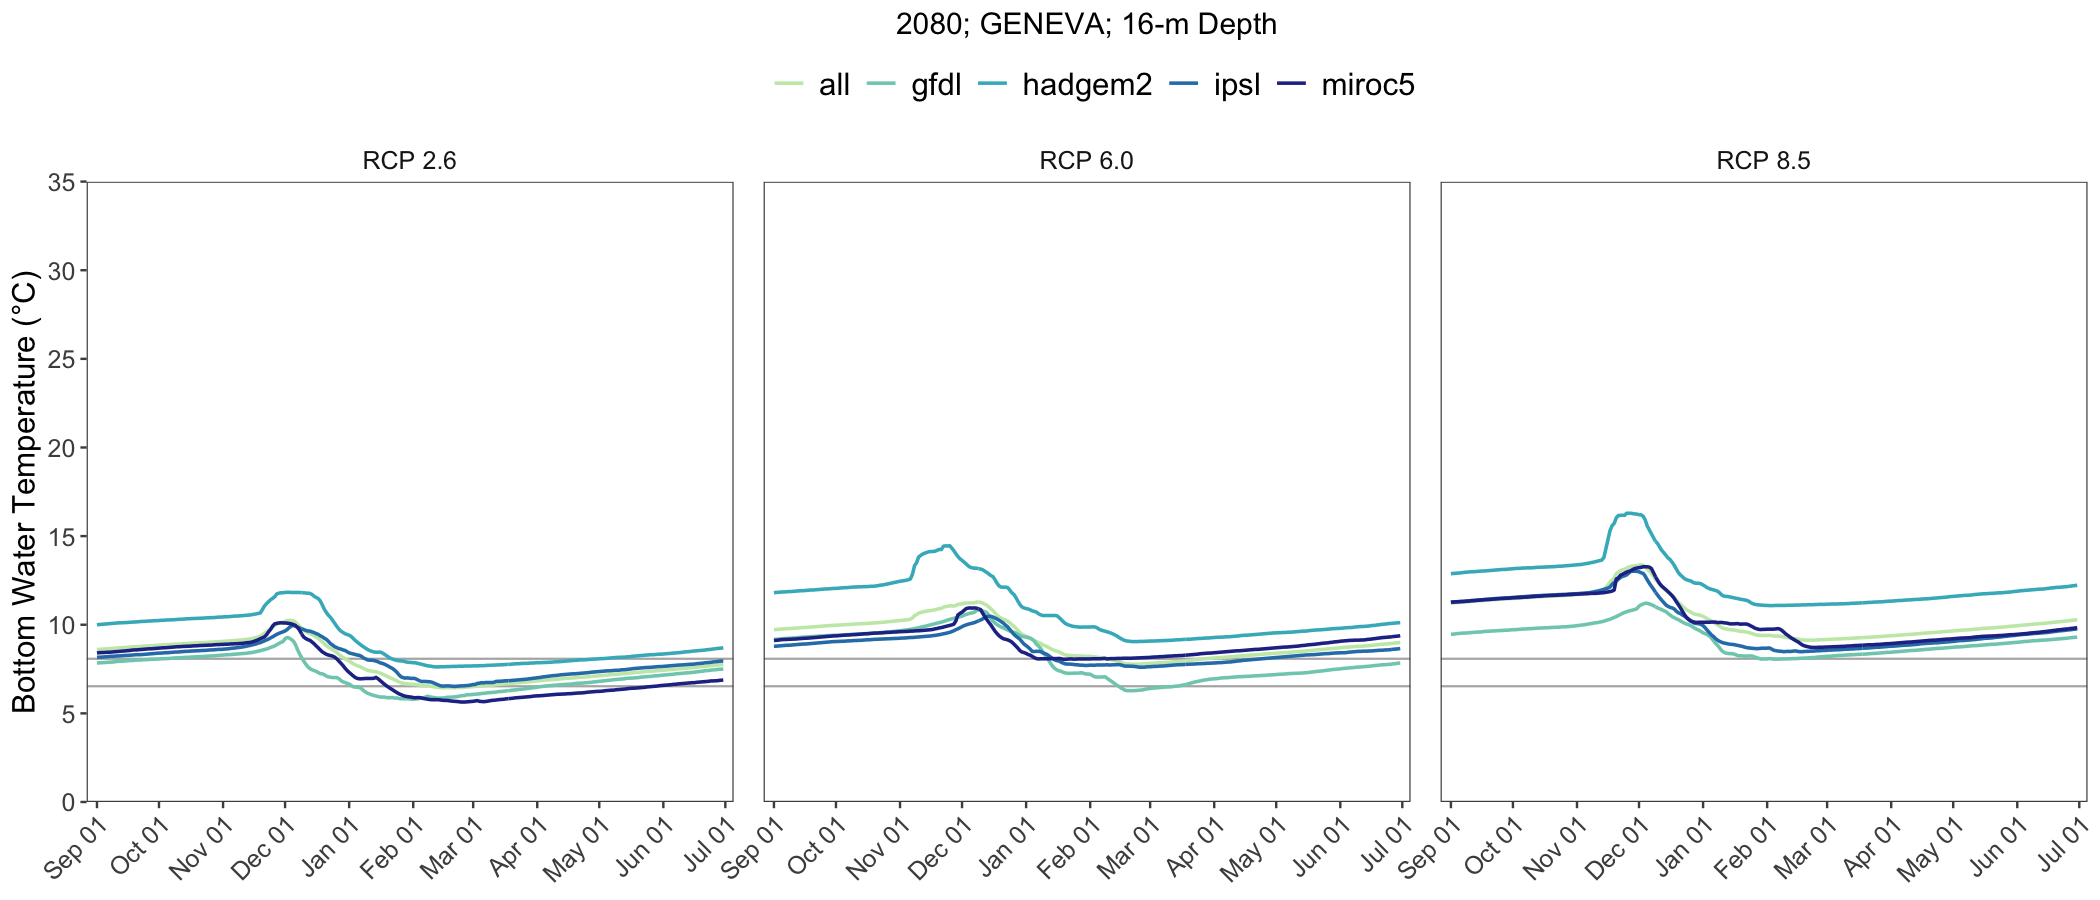 2080; GENEVA; 16-m Depth
all gfdl hadgem2 ipsl miroc5
RCP 2.6 RCP 6.0 RCP 8.5
Bottom Water Temperature (°C)
35
30
25
20
15
10
5
0
Sep 01 Oct 01 Nov 01 Dec 01 Jan 01 Feb 01 Mar 01 Apr 01 May 01 Jun 01 Jul 01
Sep 01 Oct 01 Nov 01 Dec 01 Jan 01 Feb 01 Mar 01 Apr 01 May 01 Jun 01 Jul 01
Sep 01 Oct 01 Nov 01 Dec 01 Jan 01 Feb 01 Mar 01 Apr 01 May 01 Jun 01 Jul 01